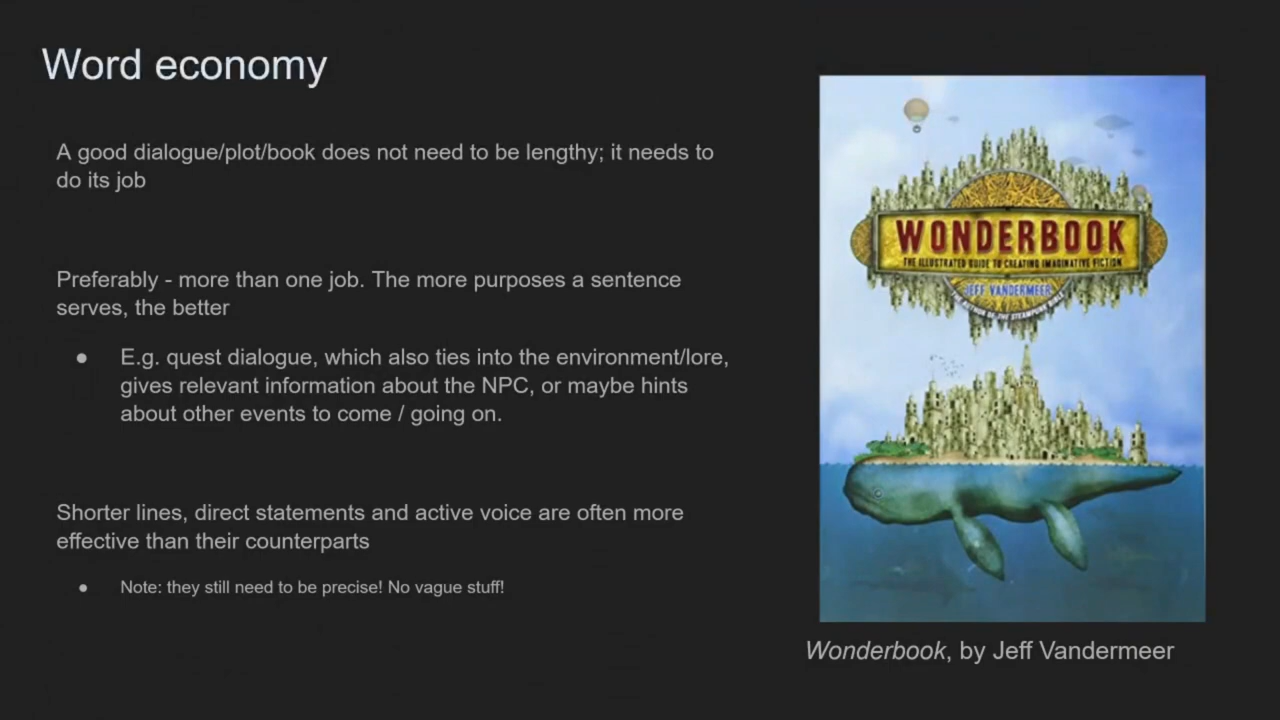 Word economy
A good dialogue/plot/book does not need to be lengthy; it needs to
do its job
Preferably - more than one job. The more purposes a sentence
serves, the better
● E.g. quest dialogue, which also ties into the environment/lore,
gives relevant information about the NPC, or maybe hints
about other events to come / going on.
Shorter lines, direct statements and active voice are often more
effective than their counterparts
● Note: they still need to be precise! No vague stuff!
WONDERBOOK
THE ILLUSTRATED GUIDE TO CREATING IMAGINATIVE FICTION
JEFF VANDERMEER
OF THE STEAMPUNK BIBLE
Wonderbook, by Jeff Vandermeer